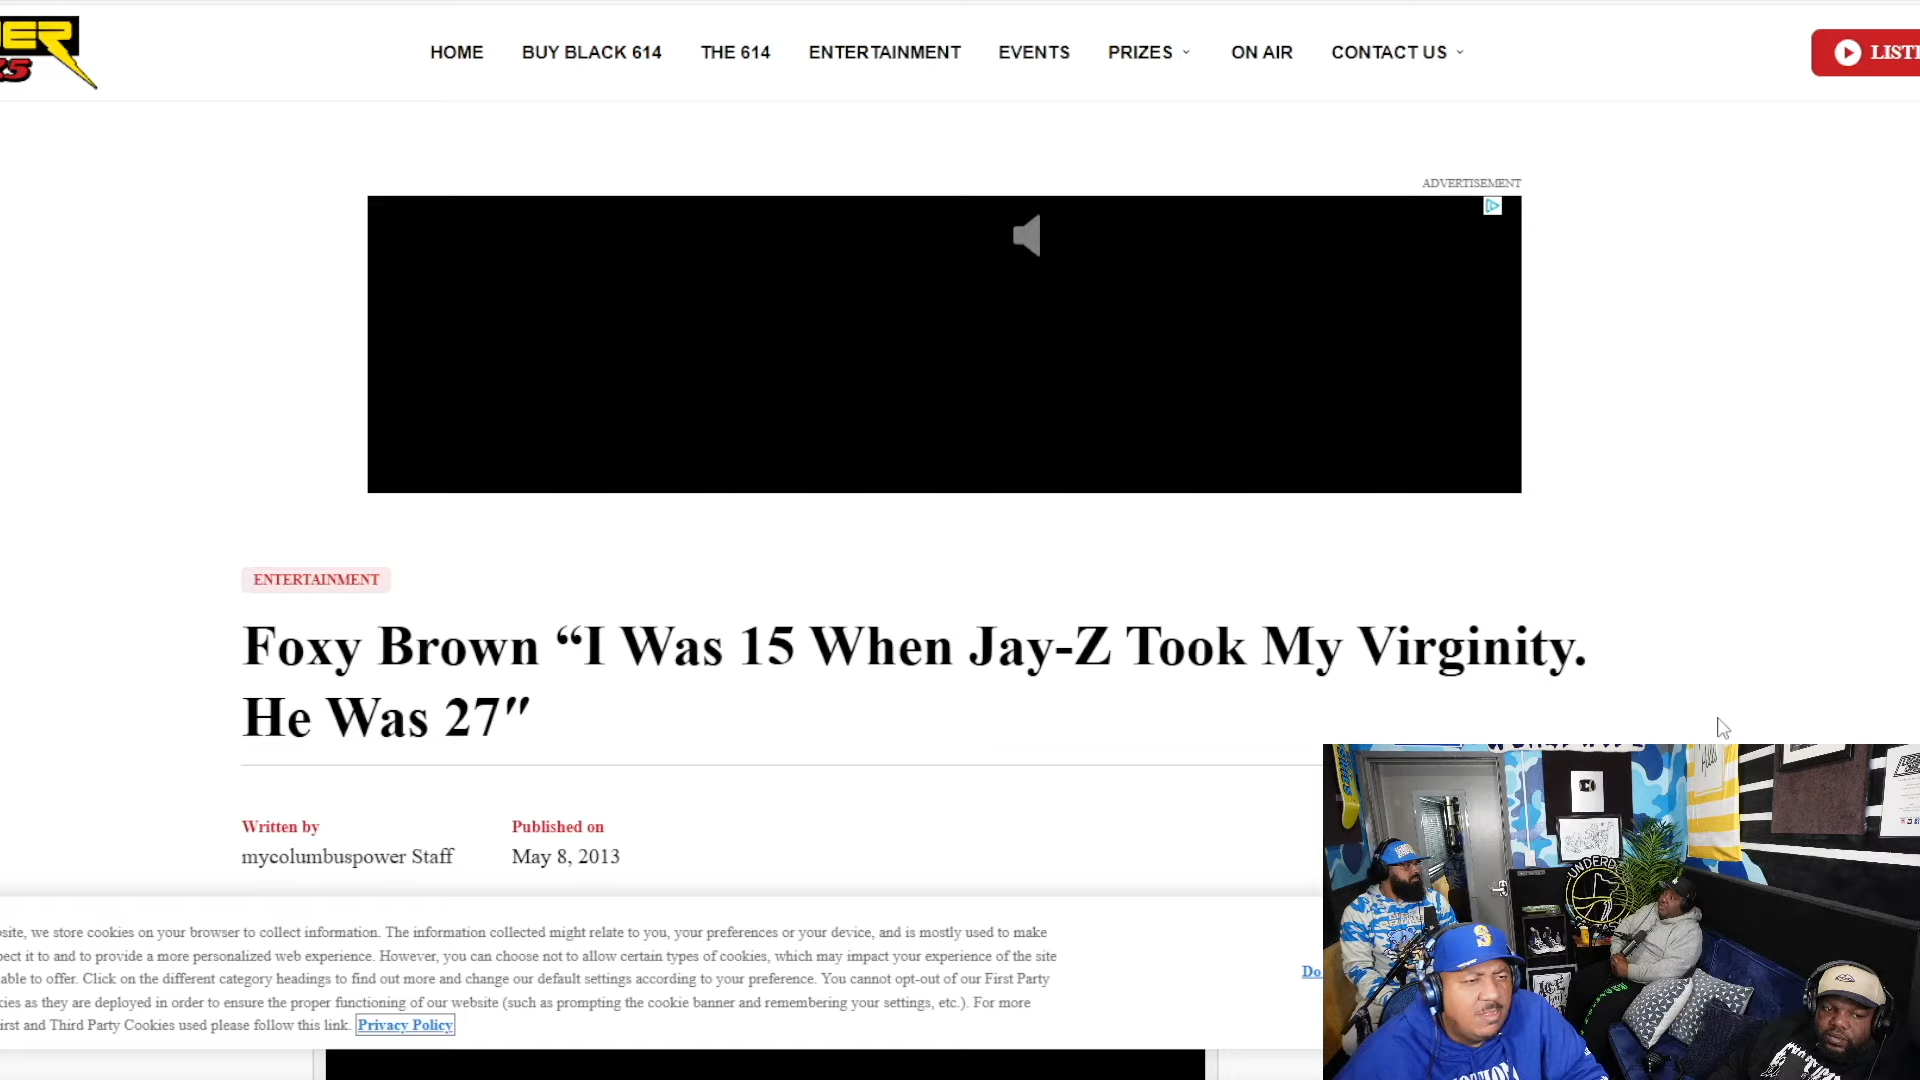 HOME BUY BLACK 614 THE 614 ENTERTAINMENT EVENTS PRIZES ON AIR CONTACT US
ADVERTISEMENT
ENTERTAINMENT
Foxy Brown “I Was 15 When Jay-Z Took My Virginity.
He Was 27″
Written by
mycolumbuspower Staff
Published on
May 8, 2013
we store cookies on your browser to collect information. The information collected might relate to you, your preferences or your device, and is mostly used to make
it to and to provide a more personalized web experience. However, you can choose not to allow certain types of cookies, which may impact your experience of the site
able to offer. Click on the different category headings to find out more and change our default settings according to your preference. You cannot opt-out of our First Party
as they are deployed in order to ensure the proper functioning of our website (such as prompting the cookie banner and remembering your settings, etc.). For more
and Third Party Cookies used please follow this link. Privacy Policy
Do